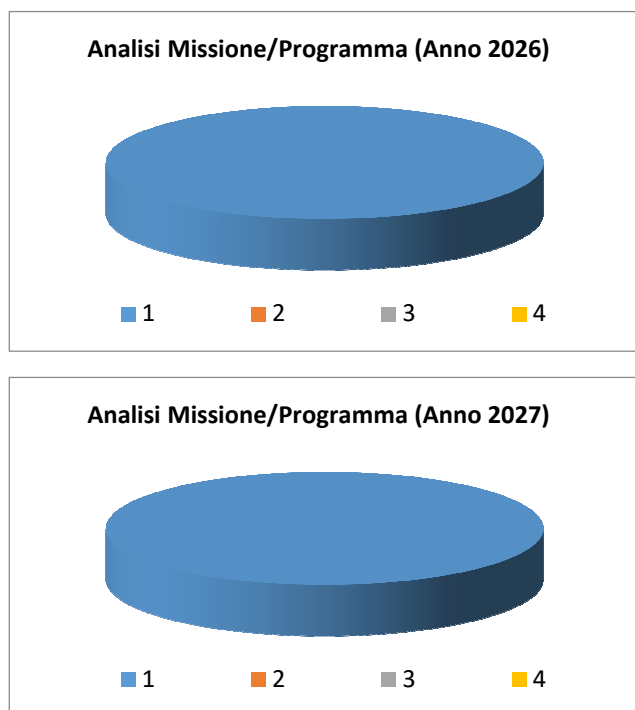 Analisi Missione/Programma (Anno 2026)
1 2 3 4
Analisi Missione/Programma (Anno 2027)
1 2 3 4